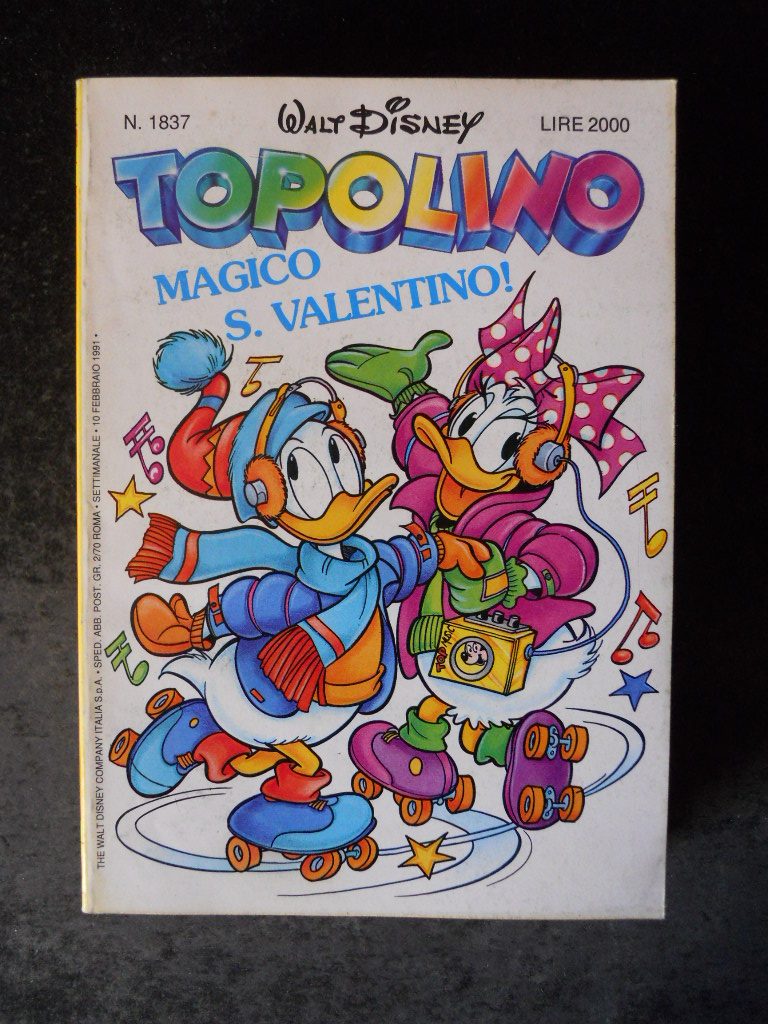 N. 1837
WALT DISNEY
LIRE 2000
TOPOLINO
MAGICO
S. VALENTINO!
THE WALT DISNEY COMPANY ITALIA S.p.A. • SPED. ABB. POST. GR. 2/70 ROMA • SETTIMANALE • 10 FEBBRAIO 1991 •